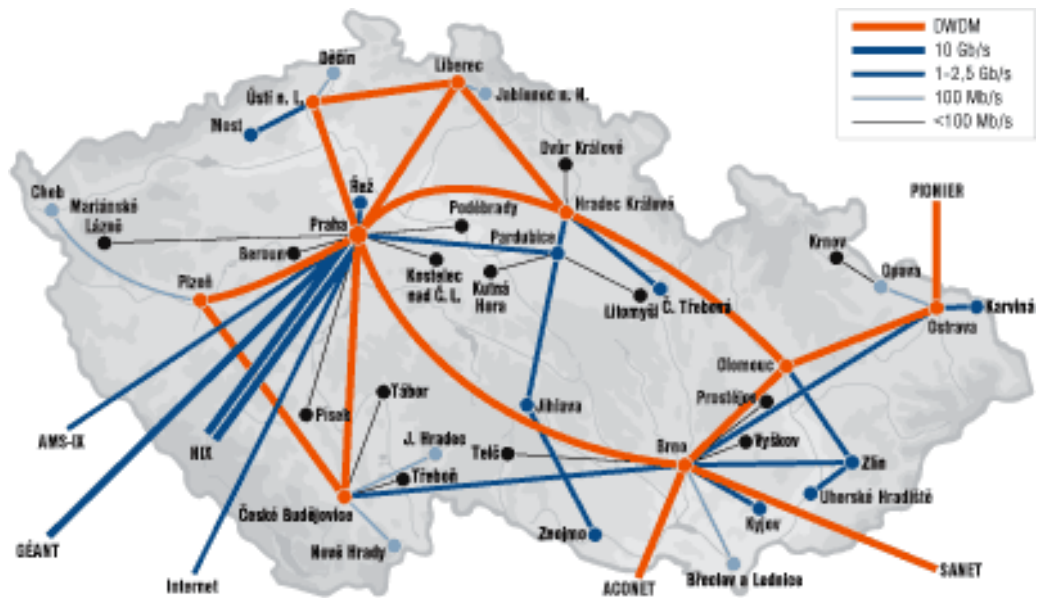 DWDM
10 Gb/s
1-2,5 Gb/s
100 Mb/s
<100 Mb/s
Děčín
Liberec
Ústí n. L.
Jablonec n. N.
Most
Dvůr Králové
Cheb
Mariánské
Lázně
Řež
Hradec Králové
PIONIER
Poděbrady
Praha
Pardubice
Krnov
Beroun
Opava
Plzeň
Kostelec
nad Č. L.
Kutná
Hora
Litomyšl
Č. Třebová
Karviná
Ostrava
Olomouc
Tábor
Prostějov
Písek
Jihlava
AMS-IX
J. Hradec
Vyškov
NIX
Telč
Brno
Zlín
Třeboň
Uherské Hradiště
České Budějovice
Kyjov
Znojmo
GÉANT
Nové Hrady
SANET
Internet
ACONET
Břeclav a Lednice